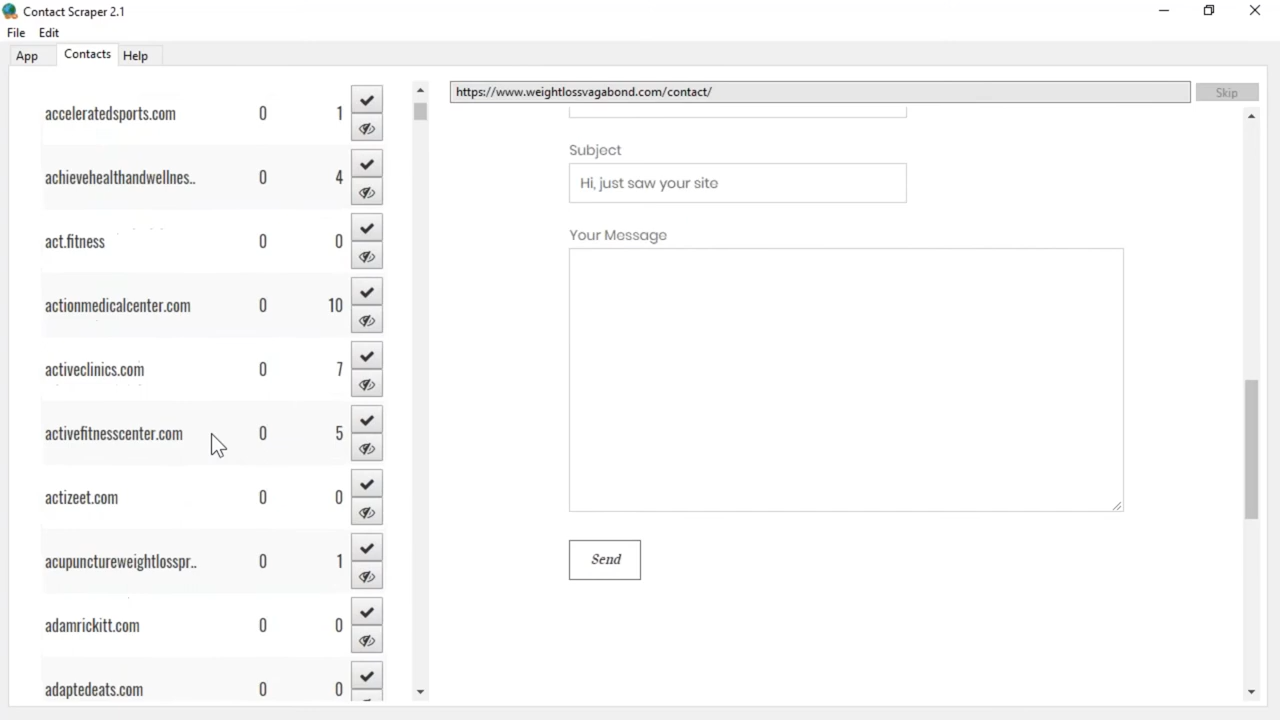 Contact Scraper 2.1
File Edit
App Contacts Help
https://www.weightlossvagabond.com/contact/ Skip
acceleratedsports.com 0 1
achievehealthandwellnes.. 0 4
act.fitness 0 0
actionmedicalcenter.com 0 10
activeclinics.com 0 7
activefitnesscenter.com 0 5
actizeet.com 0 0
acupunctureweightlosspr.. 0 1
adamrickitt.com 0 0
adaptedeats.com 0 0
Subject
Hi, just saw your site
Your Message
Send